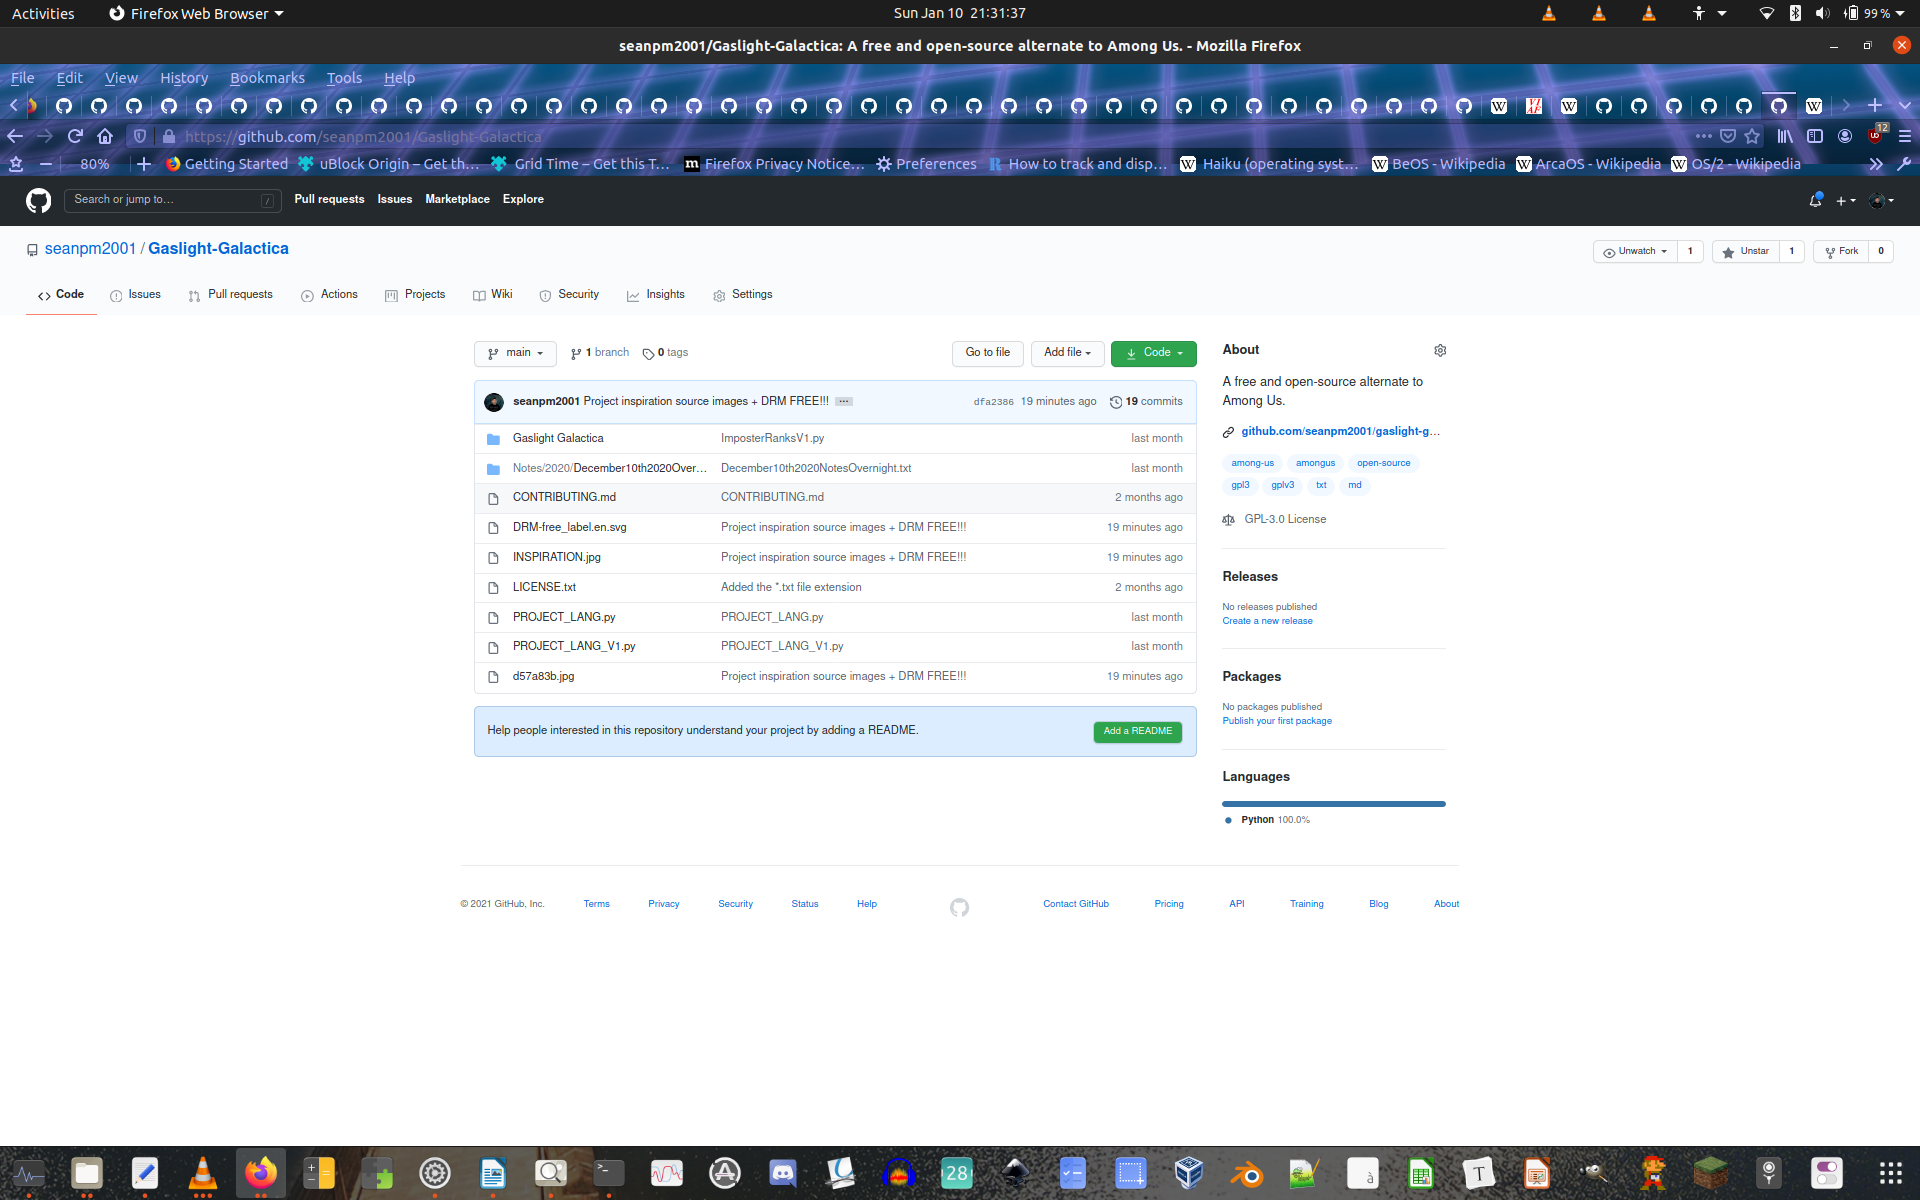 Activities Firefox Web Browser Sun Jan 10 21:31:37 99 %
seanpm2001/Gaslight-Galactica: A free and open-source alternate to Among Us. - Mozilla Firefox
File Edit View History Bookmarks Tools Help
https://github.com/seanpm2001/Gaslight-Galactica 12
80% Getting Started uBlock Origin – Get th… Grid Time – Get this T… Firefox Privacy Notice… Preferences How to track and disp… Haiku (operating syst… BeOS - Wikipedia ArcaOS - Wikipedia OS/2 - Wikipedia
Search or jump to… / Pull requests Issues Marketplace Explore
seanpm2001 / Gaslight-Galactica Unwatch 1 Unstar 1 Fork 0
Code Issues Pull requests Actions Projects Wiki Security Insights Settings
main 1 branch 0 tags Go to file Add file Code
seanpm2001 Project inspiration source images + DRM FREE!!! … dfa2386 19 minutes ago 19 commits
Gaslight Galactica ImposterRanksV1.py last month
Notes/2020/December10th2020Over… December10th2020NotesOvernight.txt last month
CONTRIBUTING.md CONTRIBUTING.md 2 months ago
DRM-free_label.en.svg Project inspiration source images + DRM FREE!!! 19 minutes ago
INSPIRATION.jpg Project inspiration source images + DRM FREE!!! 19 minutes ago
LICENSE.txt Added the *.txt file extension 2 months ago
PROJECT_LANG.py PROJECT_LANG.py last month
PROJECT_LANG_V1.py PROJECT_LANG_V1.py last month
d57a83b.jpg Project inspiration source images + DRM FREE!!! 19 minutes ago
Help people interested in this repository understand your project by adding a README. Add a README
About
A free and open-source alternate to
Among Us.
github.com/seanpm2001/gaslight-g…
among-us amongus open-source
gpl3 gplv3 txt md
GPL-3.0 License
Releases
No releases published
Create a new release
Packages
No packages published
Publish your first package
Languages
Python 100.0%
© 2021 GitHub, Inc. Terms Privacy Security Status Help Contact GitHub Pricing API Training Blog About
28